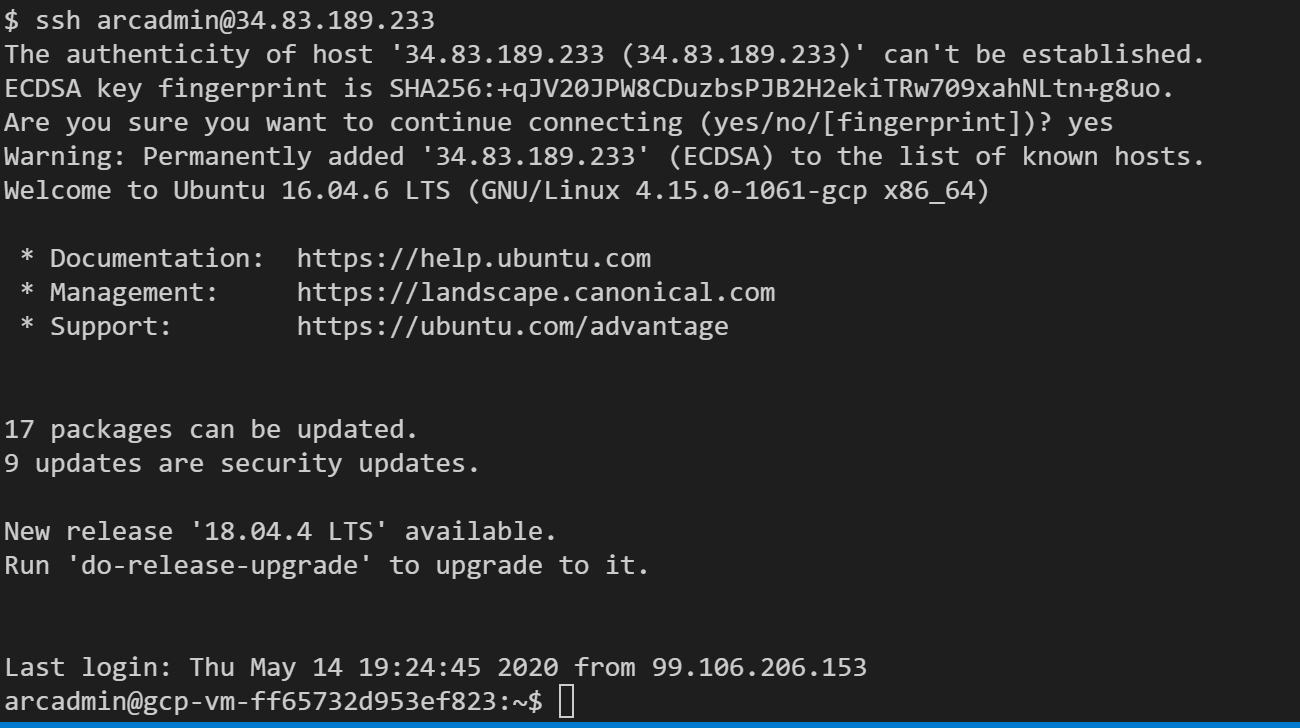 $ ssh arcadmin@34.83.189.233
The authenticity of host '34.83.189.233 (34.83.189.233)' can't be established.
ECDSA key fingerprint is SHA256:+qJV20JPW8CDuzbsPJB2H2ekiTRw709xahNLtn+g8uo.
Are you sure you want to continue connecting (yes/no/[fingerprint])? yes
Warning: Permanently added '34.83.189.233' (ECDSA) to the list of known hosts.
Welcome to Ubuntu 16.04.6 LTS (GNU/Linux 4.15.0-1061-gcp x86_64)
 * Documentation:  https://help.ubuntu.com
 * Management:     https://landscape.canonical.com
 * Support:        https://ubuntu.com/advantage
17 packages can be updated.
9 updates are security updates.
New release '18.04.4 LTS' available.
Run 'do-release-upgrade' to upgrade to it.
Last login: Thu May 14 19:24:45 2020 from 99.106.206.153
arcadmin@gcp-vm-ff65732d953ef823:~$